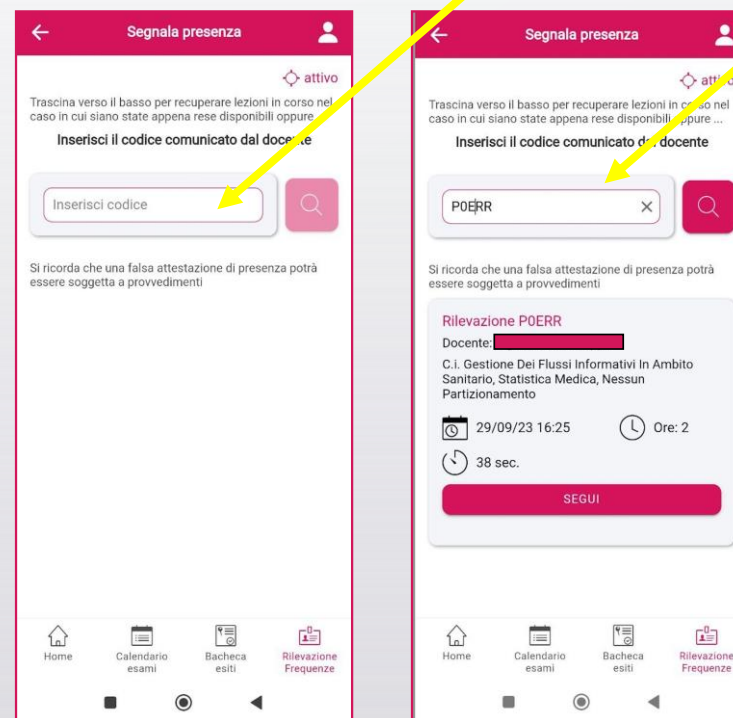 Segnala presenza
attivo
Trascina verso il basso per recuperare lezioni in corso nel
caso in cui siano state appena rese disponibili oppure
Inserisci il codice comunicato dal docente
Inserisci codice
Si ricorda che una falsa attestazione di presenza potrà
essere soggetta a provvedimenti
Home
Calendario
esami
Bacheca
esiti
Rilevazione
Frequenze
Segnala presenza
attivo
Trascina verso il basso per recuperare lezioni in corso nel
caso in cui siano state appena rese disponibili oppure ...
Inserisci il codice comunicato dal docente
P0ERR
Si ricorda che una falsa attestazione di presenza potrà
essere soggetta a provvedimenti
Rilevazione P0ERR
Docente:
C.i. Gestione Dei Flussi Informativi In Ambito
Sanitario, Statistica Medica, Nessun
Partizionamento
29/09/23 16:25
Ore: 2
38 sec.
SEGUI
Home
Calendario
esami
Bacheca
esiti
Rilevazione
Frequenze